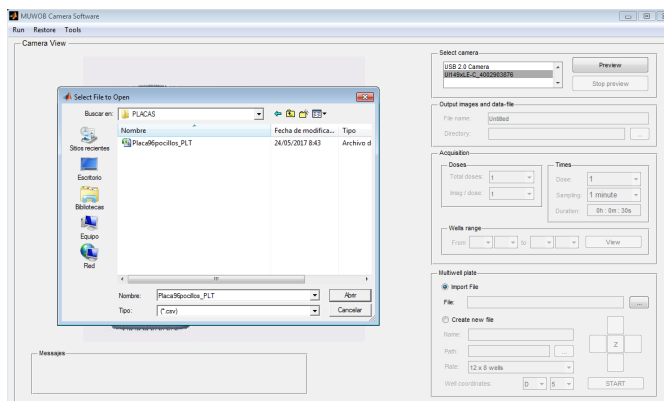 MUWOB Camera Software
Run Restore Tools
Camera View
Select File to Open
Buscar en: PLACAS
Nombre Fecha de modifica... Tipo
Placa96pocillos_PLT 24/05/2017 8:43 Archivo d
Sitios recientes
Escritorio
Bibliotecas
Equipo
Red
Nombre: Placa96pocillos_PLT Abrir
Tipo: (*.csv) Cancelar
Messajes
Select camera
USB 2.0 Camera
UI149xLE-C_4002903876
Preview
Stop preview
Output images and data-file
File name: Untitled
Directory: ...
Acquisition
Doses
Total doses: 1
Imag / dose: 1
Times
Dose: 1
Sampling: 1 minute
Duration: 0h : 0m : 30s
Wells range
From: to View
Multiwell plate
Import File
File: ...
Create new file
Name:
Path: ...
Plate: 12 x 8 wells
Well coordinates: D 5
Z
START